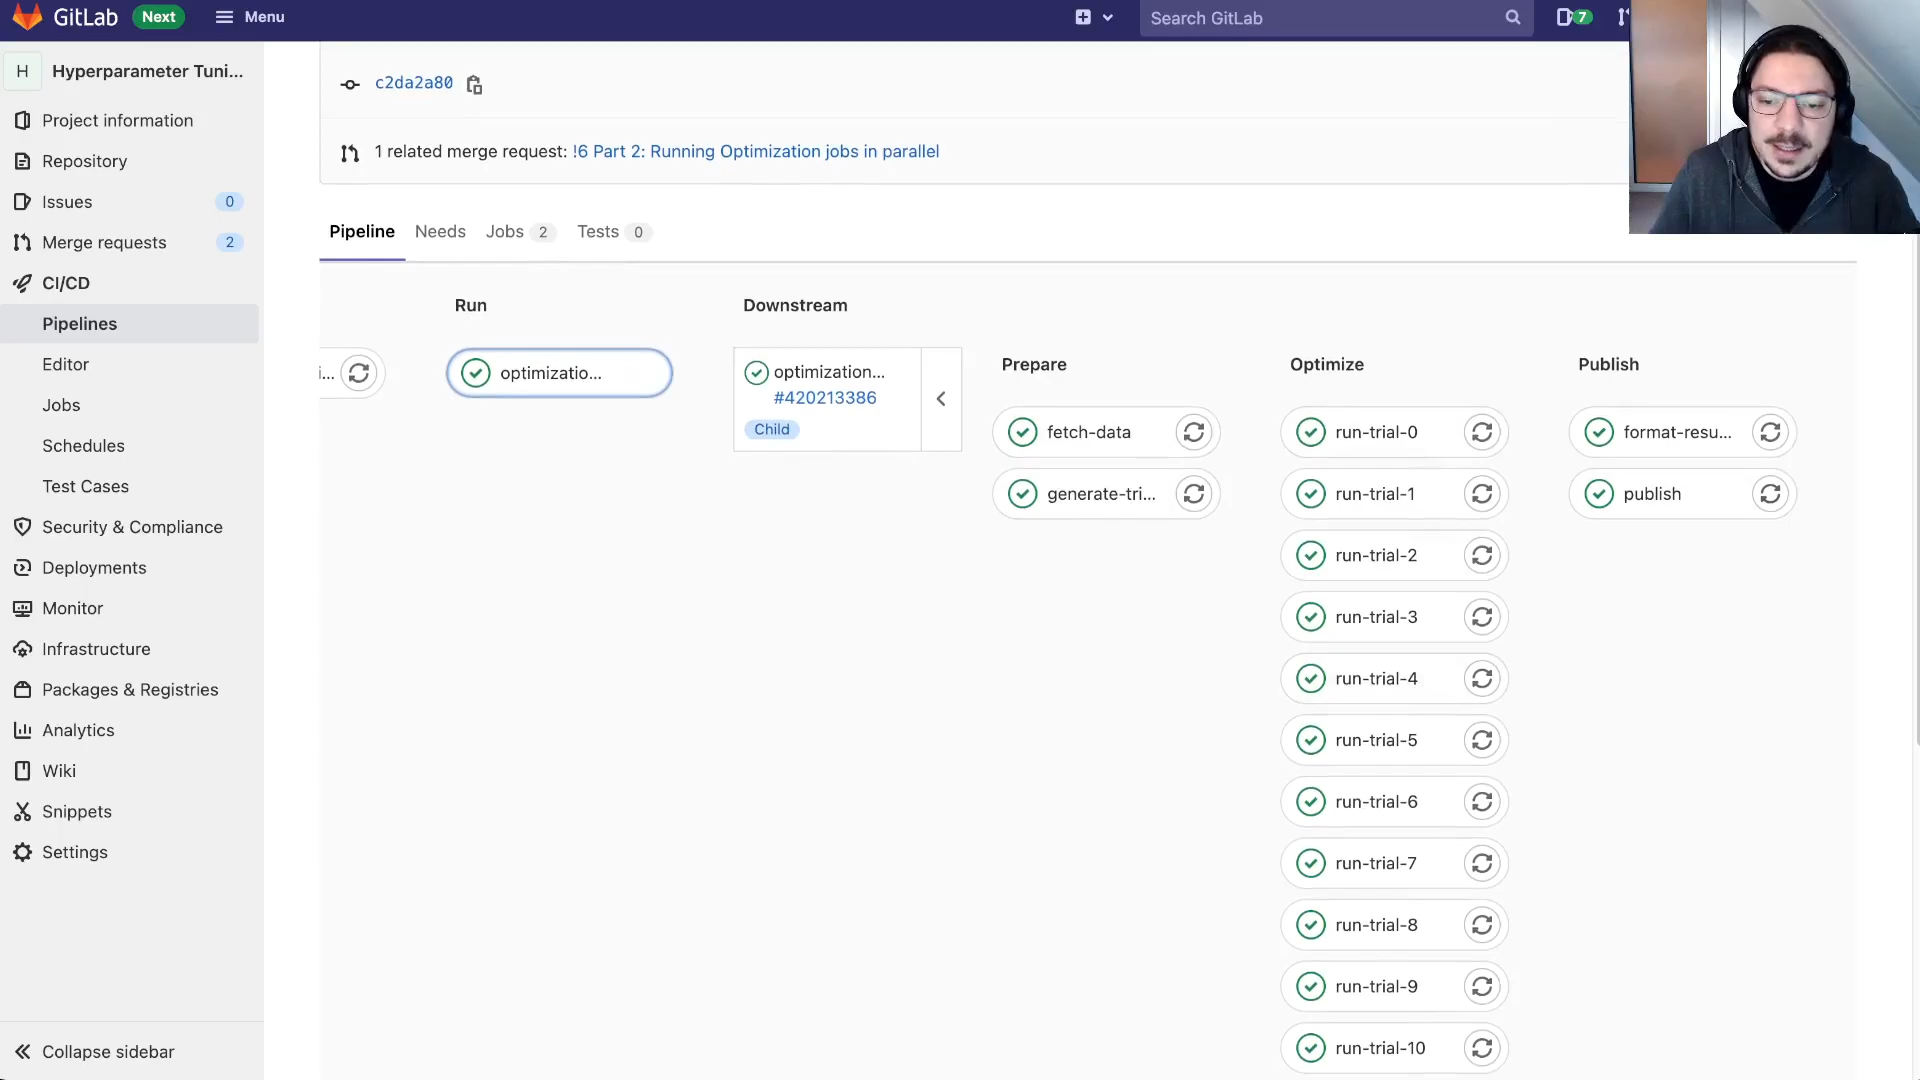 GitLab Next Menu Search GitLab 7
H Hyperparameter Tuni...
Project information
Repository
Issues 0
Merge requests 2
CI/CD
Pipelines
Editor
Jobs
Schedules
Test Cases
Security & Compliance
Deployments
Monitor
Infrastructure
Packages & Registries
Analytics
Wiki
Snippets
Settings
Collapse sidebar
c2da2a80
1 related merge request: !6 Part 2: Running Optimization jobs in parallel
Pipeline Needs Jobs 2 Tests 0
Run
i...
optimizatio...
Downstream
optimization...
#420213386
Child
Prepare
fetch-data
generate-tri...
Optimize
run-trial-0
run-trial-1
run-trial-2
run-trial-3
run-trial-4
run-trial-5
run-trial-6
run-trial-7
run-trial-8
run-trial-9
run-trial-10
Publish
format-resu...
publish